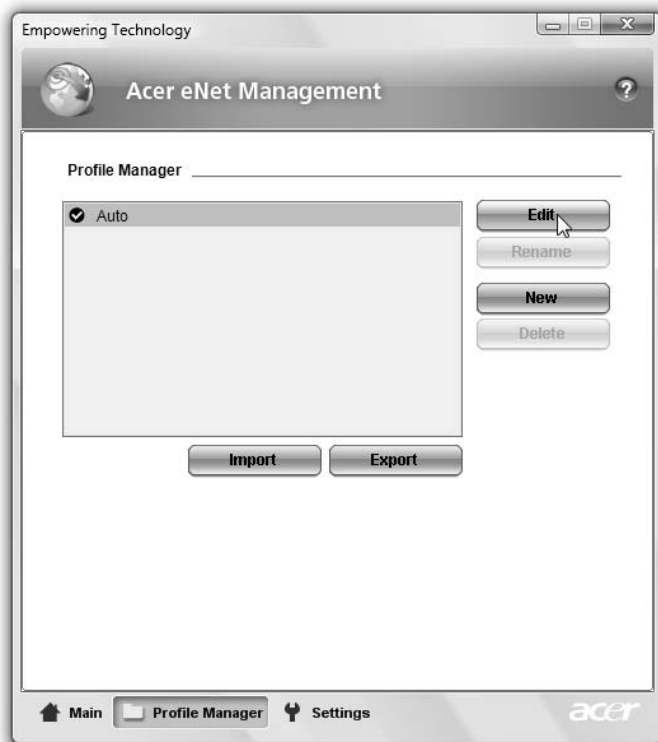 Empowering Technology
Acer eNet Management
?
Profile Manager
Auto
Edit
Rename
New
Delete
Import Export
Main Profile Manager Settings acer